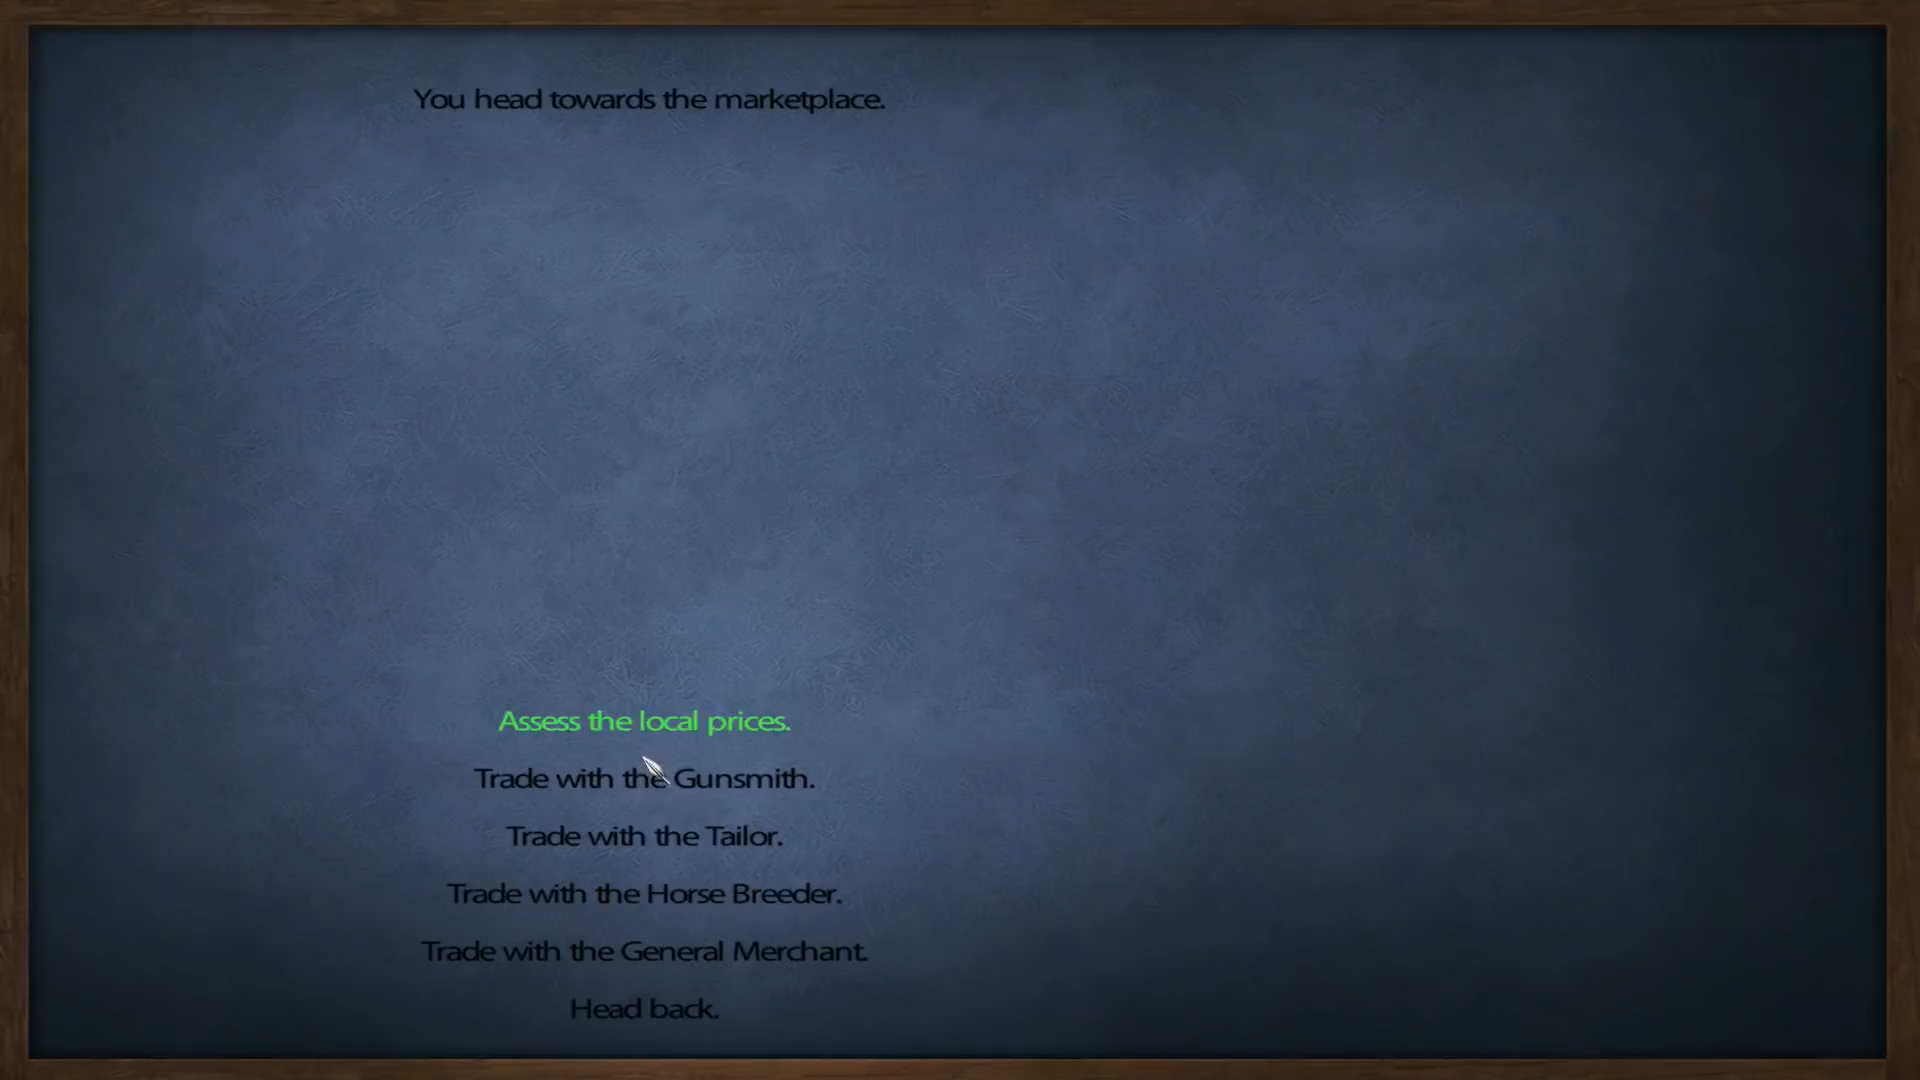 You head towards the marketplace.
Assess the local prices.
Trade with the Gunsmith.
Trade with the Tailor.
Trade with the Horse Breeder.
Trade with the General Merchant.
Head back.